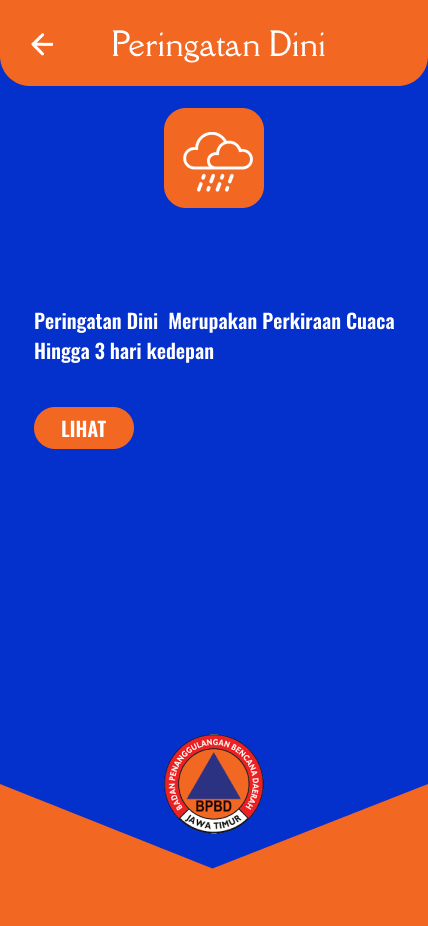 Peringatan Dini
Peringatan Dini  Merupakan Perkiraan Cuaca
Hingga 3 hari kedepan
LIHAT
BADAN PENANGGULANGAN BENCANA DAERAH
BPBD
JAWA TIMUR